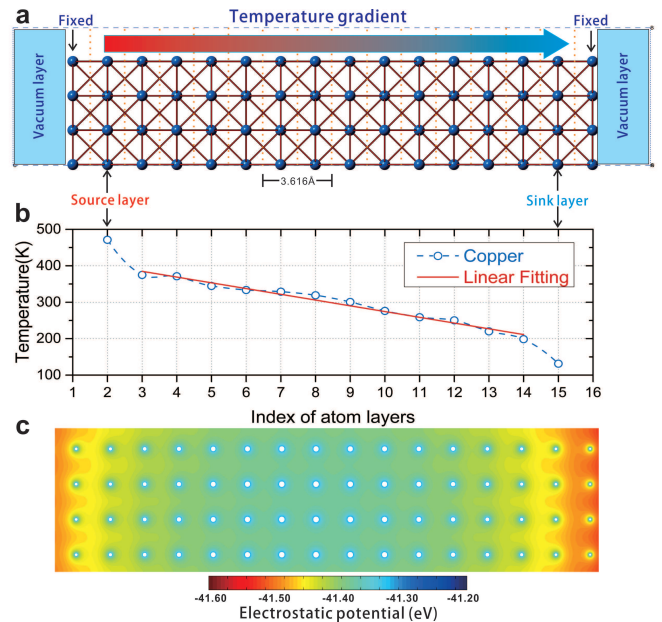 a
Temperature gradient
Fixed
Fixed
Vacuum layer
Vacuum layer
3.616Å
Source layer
Sink layer
b
Temperature(K)
500
400
300
200
100
Copper
Linear Fitting
1 2 3 4 5 6 7 8 9 10 11 12 13 14 15 16
Index of atom layers
c
-41.60 -41.50 -41.40 -41.30 -41.20
Electrostatic potential (eV)